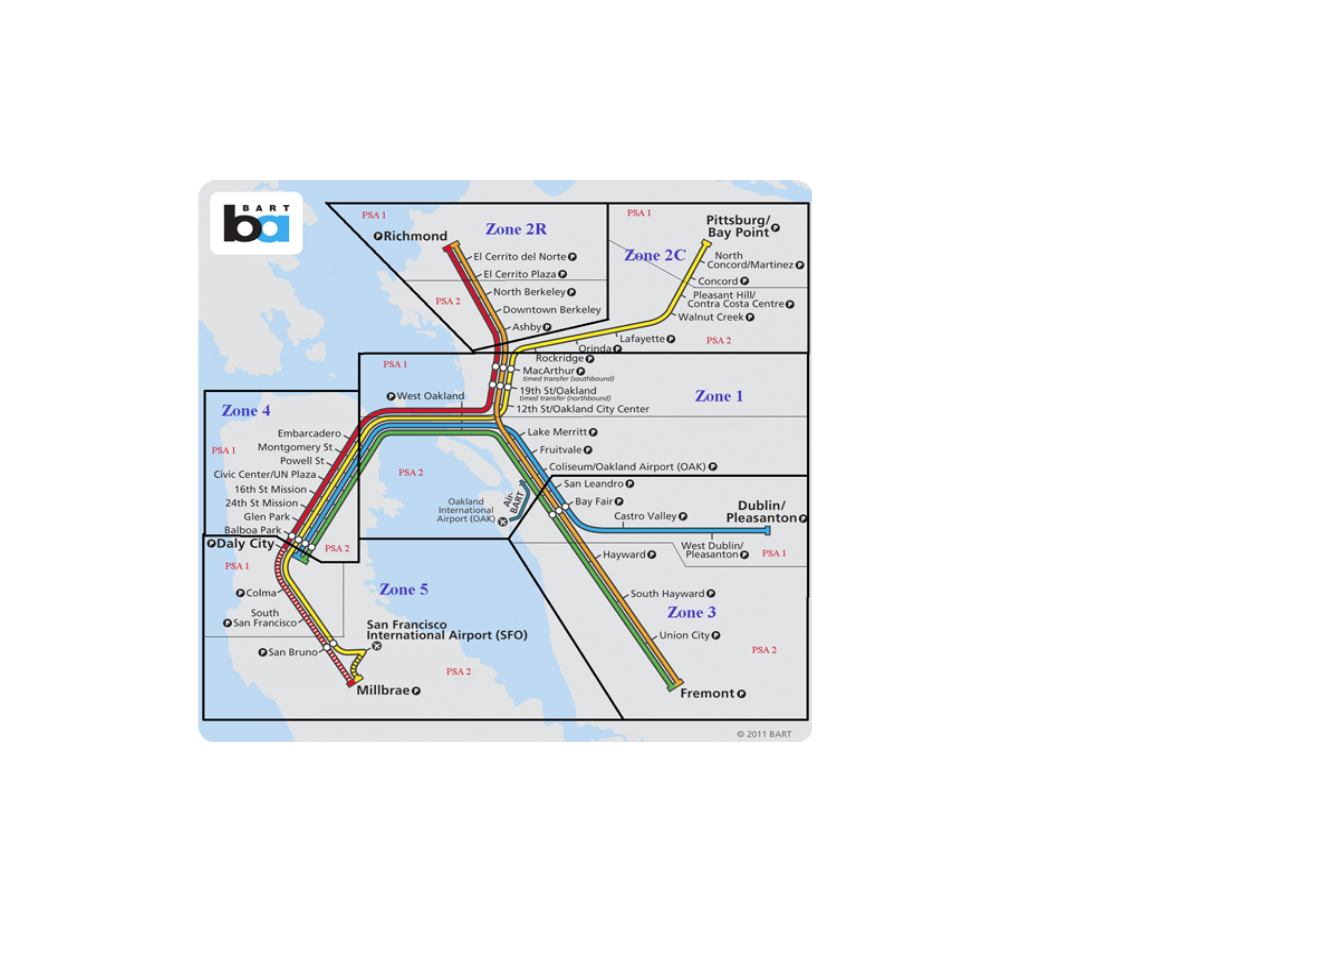 BART
ba
PSA 1
Zone 2R
Richmond
El Cerrito del Norte
El Cerrito Plaza
North Berkeley
PSA 2
Downtown Berkeley
Ashby
PSA 1
Pittsburg/
Bay Point
Zone 2C
North
Concord/Martinez
Concord
Pleasant Hill/
Contra Costa Centre
Walnut Creek
Lafayette
PSA 2
Orinda
Rockridge
PSA 1
MacArthur
timed transfer (southbound)
19th St/Oakland
timed transfer (northbound)
12th St/Oakland City Center
Zone 1
West Oakland
Lake Merritt
Fruitvale
Coliseum/Oakland Airport (OAK)
PSA 2
Oakland
International
Airport (OAK)
Air-
BART
Zone 4
Embarcadero
Montgomery St
PSA 1
Powell St
Civic Center/UN Plaza
16th St Mission
24th St Mission
Glen Park
Balboa Park
PSA 2
San Leandro
Bay Fair
Castro Valley
Dublin/
Pleasanton
West Dublin/
Pleasanton
PSA 1
Hayward
South Hayward
Zone 3
Union City
PSA 2
Fremont
Daly City
PSA 1
Colma
South
San Francisco
Zone 5
San Francisco
International Airport (SFO)
San Bruno
PSA 2
Millbrae
© 2011 BART